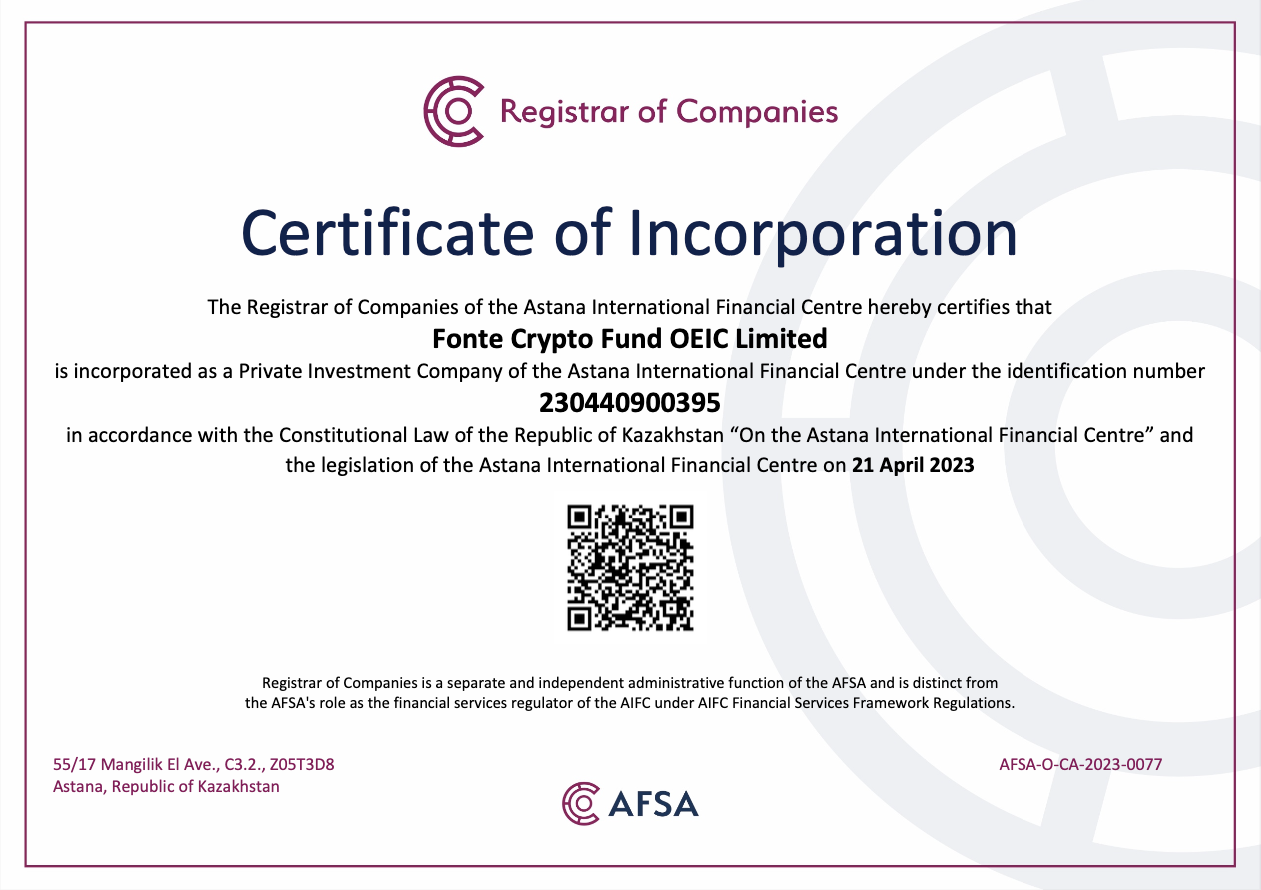 Registrar of Companies
Certificate of Incorporation
The Registrar of Companies of the Astana International Financial Centre hereby certifies that
Fonte Crypto Fund OEIC Limited
is incorporated as a Private Investment Company of the Astana International Financial Centre under the identification number
230440900395
in accordance with the Constitutional Law of the Republic of Kazakhstan “On the Astana International Financial Centre” and
the legislation of the Astana International Financial Centre on 21 April 2023
Registrar of Companies is a separate and independent administrative function of the AFSA and is distinct from
the AFSA's role as the financial services regulator of the AIFC under AIFC Financial Services Framework Regulations.
55/17 Mangilik El Ave., C3.2., Z05T3D8
Astana, Republic of Kazakhstan
AFSA-O-CA-2023-0077
AFSA